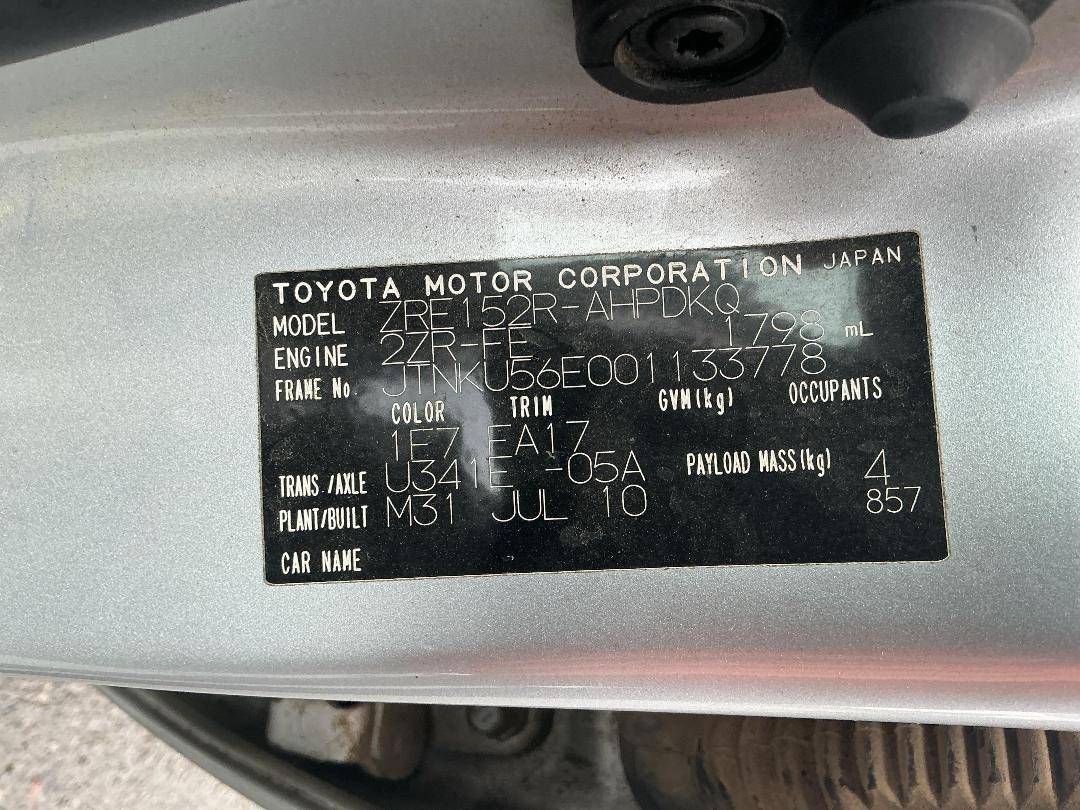 TOYOTA MOTOR CORPORATION JAPAN
MODEL ZRE152R-AHPDKQ
ENGINE 2ZR-FE 1798 mL
FRAME No. JTNKU56E001133778
COLOR TRIM GVM(kg) OCCUPANTS
1E7 EA17
TRANS./AXLE U341E -05A PAYLOAD MASS(kg) 4
PLANT/BUILT M31 JUL 10 857
CAR NAME